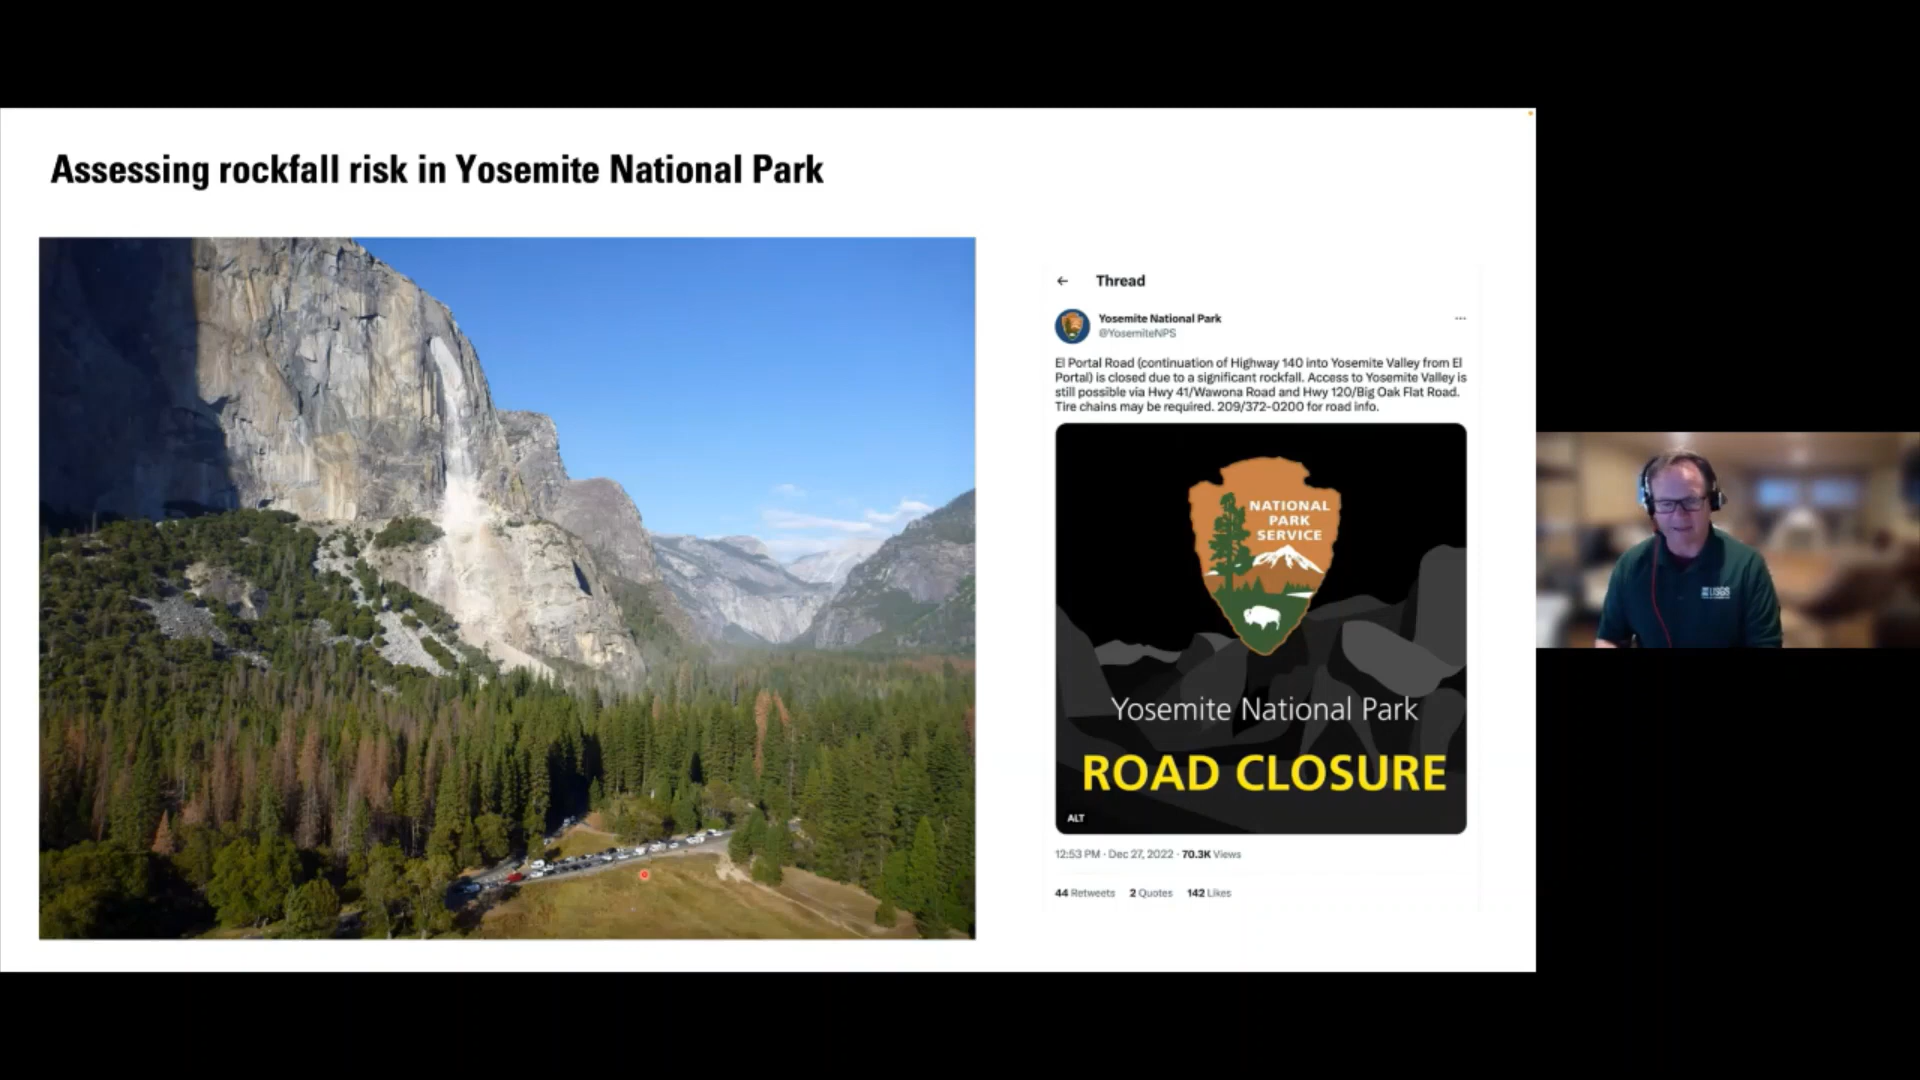 Assessing rockfall risk in Yosemite National Park
← Thread
Yosemite National Park
@YosemiteNPS
El Portal Road (continuation of Highway 140 into Yosemite Valley from El
Portal) is closed due to a significant rockfall. Access to Yosemite Valley is
still possible via Hwy 41/Wawona Road and Hwy 120/Big Oak Flat Road.
Tire chains may be required. 209/372-0200 for road info.
NATIONAL
PARK
SERVICE
Yosemite National Park
ROAD CLOSURE
ALT
12:53 PM · Dec 27, 2022 · 70.3K Views
44 Retweets 2 Quotes 142 Likes
USGS